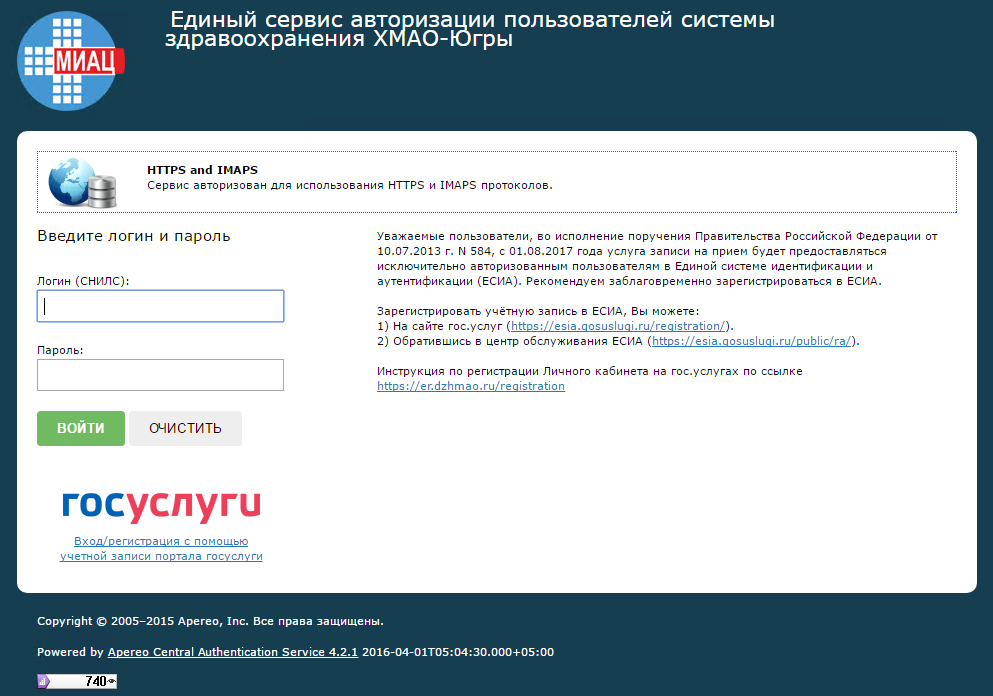 Единый сервис авторизации пользователей системы
здравоохранения ХМАО-Югры
МИАЦ
HTTPS and IMAPS
Сервис авторизован для использования HTTPS и IMAPS протоколов.
Введите логин и пароль
Логин (СНИЛС):
Пароль:
ВОЙТИ ОЧИСТИТЬ
госуслуги
Вход/регистрация с помощью
учетной записи портала госуслуги
Уважаемые пользователи, во исполнение поручения Правительства Российской Федерации от
10.07.2013 г. N 584, с 01.08.2017 года услуга записи на прием будет предоставляться
исключительно авторизованным пользователям в Единой системе идентификации и
аутентификации (ЕСИА). Рекомендуем заблаговременно зарегистрироваться в ЕСИА.
Зарегистрировать учётную запись в ЕСИА, Вы можете:
1) На сайте гос.услуг (https://esia.gosuslugi.ru/registration/).
2) Обратившись в центр обслуживания ЕСИА (https://esia.gosuslugi.ru/public/ra/).
Инструкция по регистрации Личного кабинета на гос.услугах по ссылке
https://er.dzhmao.ru/registration
Copyright © 2005–2015 Apereo, Inc. Все права защищены.
Powered by Apereo Central Authentication Service 4.2.1 2016-04-01T05:04:30.000+05:00
740